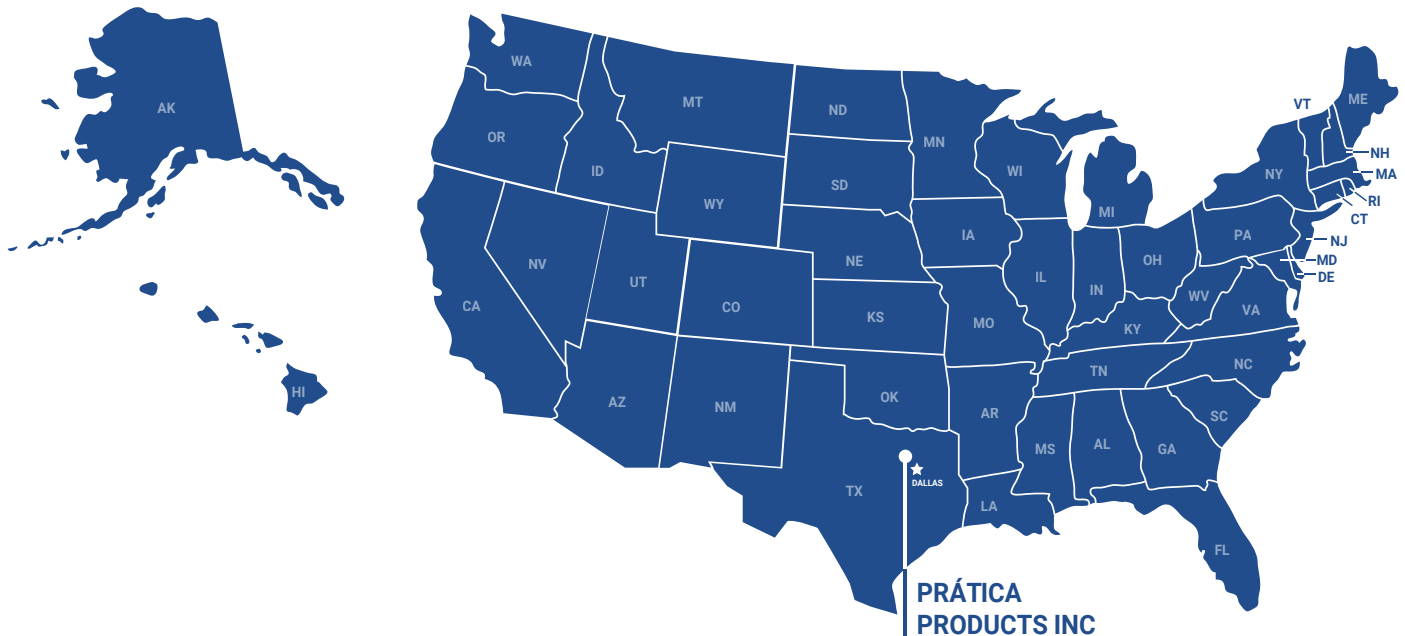 AK
HI
WA
OR
CA
ID
NV
MT
WY
UT
CO
AZ
NM
ND
SD
NE
KS
OK
TX
DALLAS
MN
IA
MO
AR
LA
WI
IL
MI
IN
OH
KY
TN
MS
AL
GA
FL
SC
NC
VA
WV
PA
NY
VT
ME
NH
MA
RI
CT
NJ
MD
DE
PRÁTICA
PRODUCTS INC